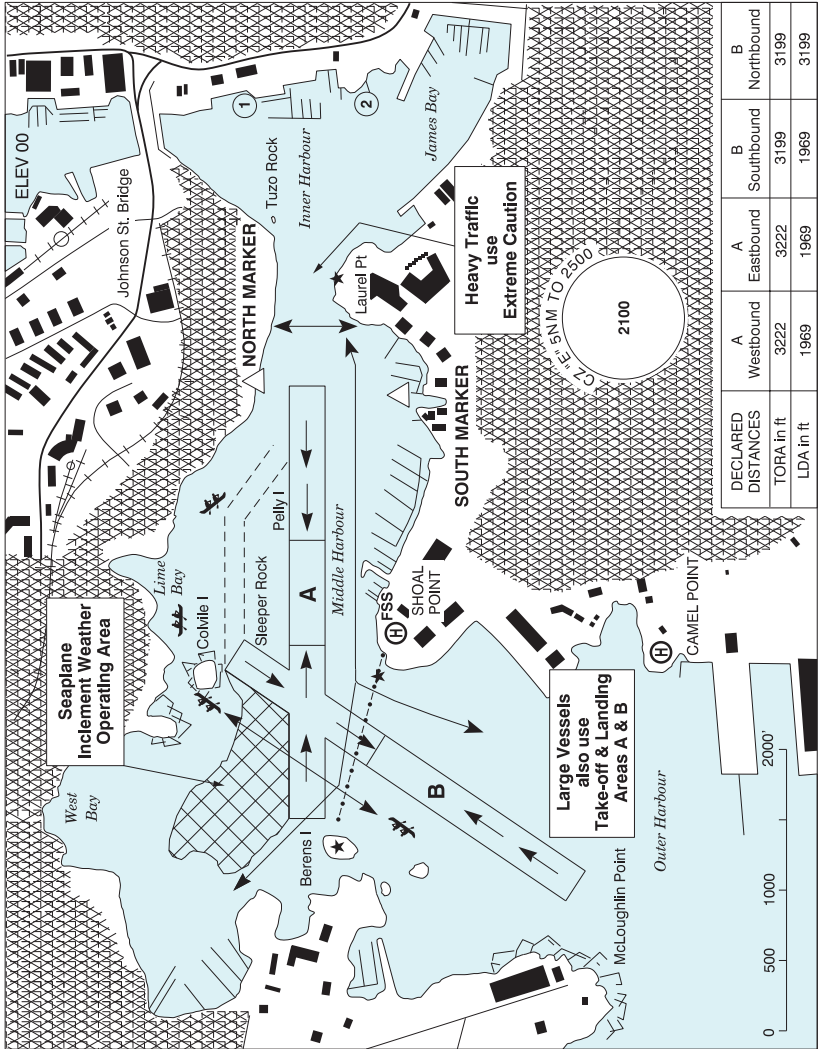 ELEV 00
Johnson St. Bridge
1
2
Tuzo Rock
Inner Harbour
James Bay
NORTH MARKER
Laurel Pt
Heavy Traffic
use
Extreme Caution
SOUTH MARKER
CZ "E" 5NM TO 2500
2100
Seaplane
Inclement Weather
Operating Area
Lime
Bay
Colvile I
Sleeper Rock
Pelly I
A
Middle Harbour
H
FSS
SHOAL
POINT
H
CAMEL POINT
West
Bay
Berens I
B
Large Vessels
also use
Take-off & Landing
Areas A & B
Outer Harbour
McLoughlin Point
0 500 1000 2000'
DECLARED DISTANCES A Westbound A Eastbound B Southbound B Northbound
TORA in ft 3222 3222 3199 3199
LDA in ft 1969 1969 1969 3199